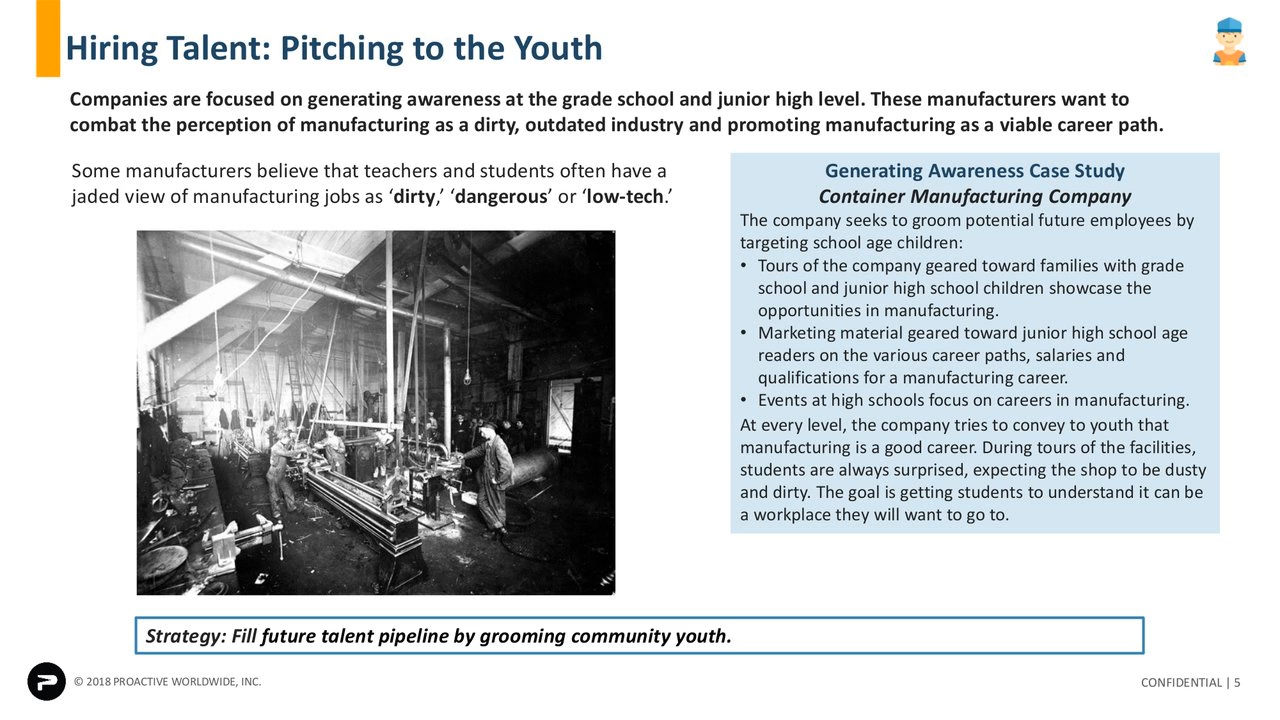 Hiring Talent: Pitching to the Youth
Companies are focused on generating awareness at the grade school and junior high level. These manufacturers want to
combat the perception of manufacturing as a dirty, outdated industry and promoting manufacturing as a viable career path.
Some manufacturers believe that teachers and students often have a
jaded view of manufacturing jobs as ‘dirty,’ ‘dangerous’ or ‘low-tech.’
Generating Awareness Case Study
Container Manufacturing Company
The company seeks to groom potential future employees by
targeting school age children:
• Tours of the company geared toward families with grade
school and junior high school children showcase the
opportunities in manufacturing.
• Marketing material geared toward junior high school age
readers on the various career paths, salaries and
qualifications for a manufacturing career.
• Events at high schools focus on careers in manufacturing.
At every level, the company tries to convey to youth that
manufacturing is a good career. During tours of the facilities,
students are always surprised, expecting the shop to be dusty
and dirty. The goal is getting students to understand it can be
a workplace they will want to go to.
Strategy: Fill future talent pipeline by grooming community youth.
© 2018 PROACTIVE WORLDWIDE, INC.
CONFIDENTIAL | 5